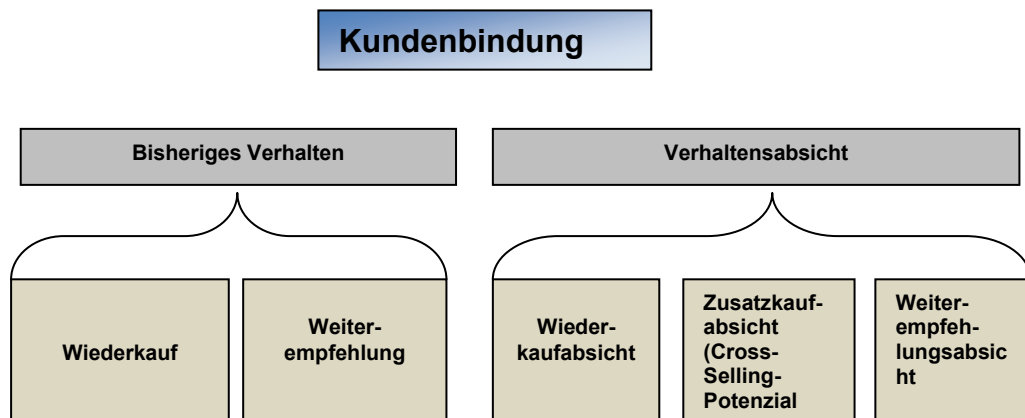 Kundenbindung
Bisheriges Verhalten
Verhaltensabsicht
Wiederkauf
Weiter-
empfehlung
Wieder-
kaufabsicht
Zusatzkauf-
absicht
(Cross-
Selling-
Potenzial
Weiter-
empfeh-
lungsabsic
ht